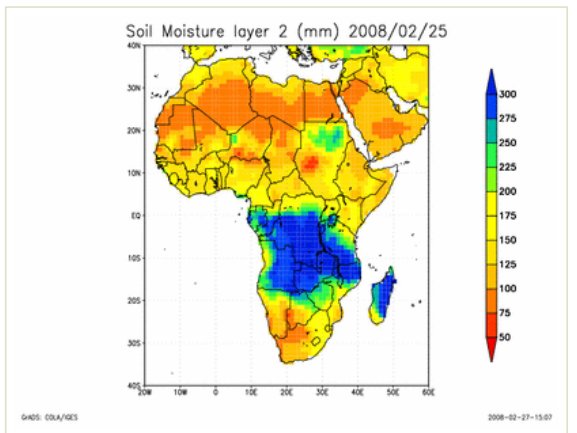 Soil Moisture layer 2 (mm) 2008/02/25
40N
30N
20N
10N
EQ
10S
20S
30S
40S
20W 10W 0 10E 20E 30E 40E 50E 60E
300
275
250
225
200
175
150
125
100
75
50
GrADS: COLA/IGES
2008-02-27-15:07